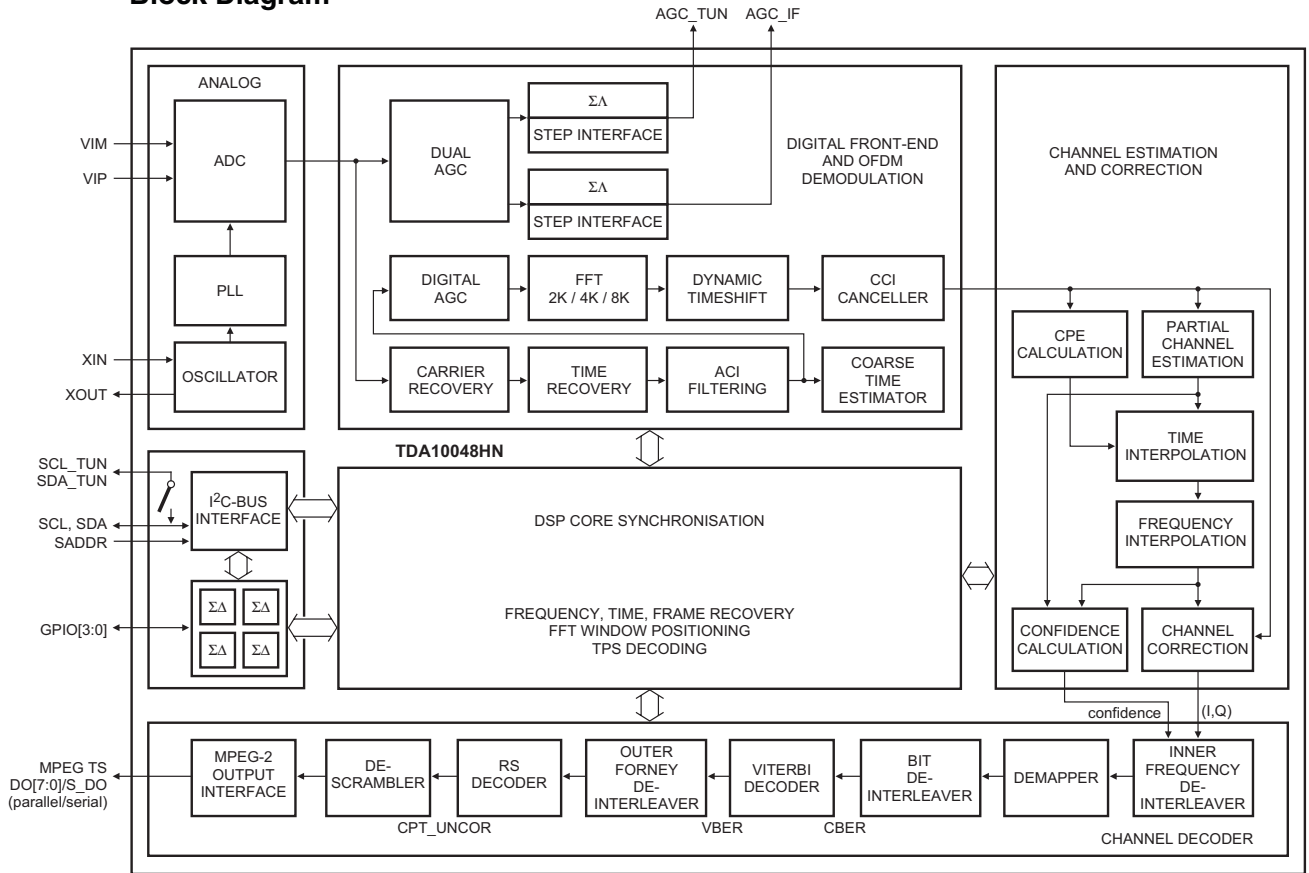 Block Diagram
AGC_TUN
AGC_IF
ANALOG
VIM
VIP
ADC
PLL
XIN
XOUT
OSCILLATOR
DUAL
AGC
ΣΛ
STEP INTERFACE
ΣΛ
STEP INTERFACE
DIGITAL FRONT-END
AND OFDM
DEMODULATION
DIGITAL
AGC
FFT
2K / 4K / 8K
DYNAMIC
TIMESHIFT
CCI
CANCELLER
CARRIER
RECOVERY
TIME
RECOVERY
ACI
FILTERING
COARSE
TIME
ESTIMATOR
CHANNEL ESTIMATION
AND CORRECTION
CPE
CALCULATION
PARTIAL
CHANNEL
ESTIMATION
TIME
INTERPOLATION
FREQUENCY
INTERPOLATION
CONFIDENCE
CALCULATION
CHANNEL
CORRECTION
confidence
(I,Q)
TDA10048HN
SCL_TUN
SDA_TUN
SCL, SDA
SADDR
I²C-BUS
INTERFACE
GPIO[3:0]
ΣΔ
ΣΔ
ΣΔ
ΣΔ
DSP CORE SYNCHRONISATION
FREQUENCY, TIME, FRAME RECOVERY
FFT WINDOW POSITIONING
TPS DECODING
MPEG TS
DO[7:0]/S_DO
(parallel/serial)
MPEG-2
OUTPUT
INTERFACE
DE-
SCRAMBLER
RS
DECODER
OUTER
FORNEY
DE-
INTERLEAVER
VITERBI
DECODER
BIT
DE-
INTERLEAVER
DEMAPPER
INNER
FREQUENCY
DE-
INTERLEAVER
CPT_UNCOR
VBER
CBER
CHANNEL DECODER